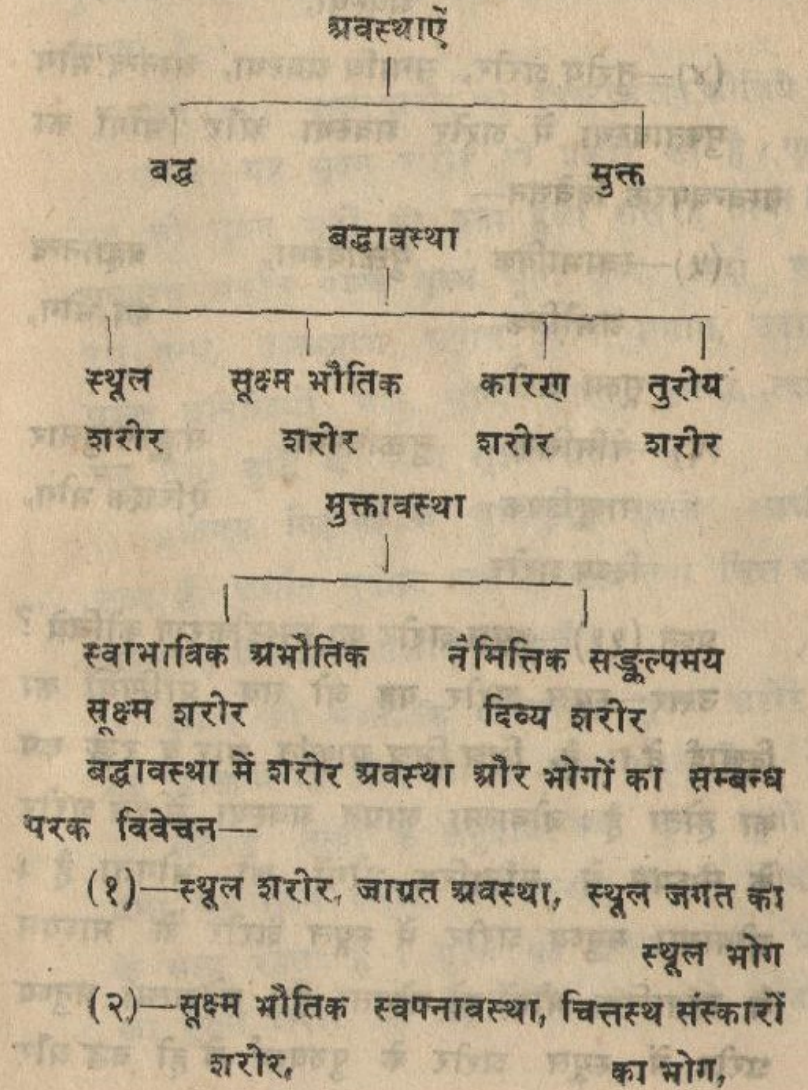 अवस्थाएँ
बद्ध मुक्त
बद्धावस्था
स्थूल सूक्ष्म भौतिक कारण तुरीय
शरीर शरीर शरीर शरीर
मुक्तावस्था
स्वाभाविक अभौतिक नैमित्तिक सङ्कल्पमय
सूक्ष्म शरीर दिव्य शरीर
बद्धावस्था में शरीर अवस्था और भोगों का सम्बन्ध
परक विवेचन—
(१)—स्थूल शरीर, जाग्रत अवस्था, स्थूल जगत का
स्थूल भोग
(२)—सूक्ष्म भौतिक स्वपनावस्था, चित्तस्थ संस्कारों
शरीर, का भोग,